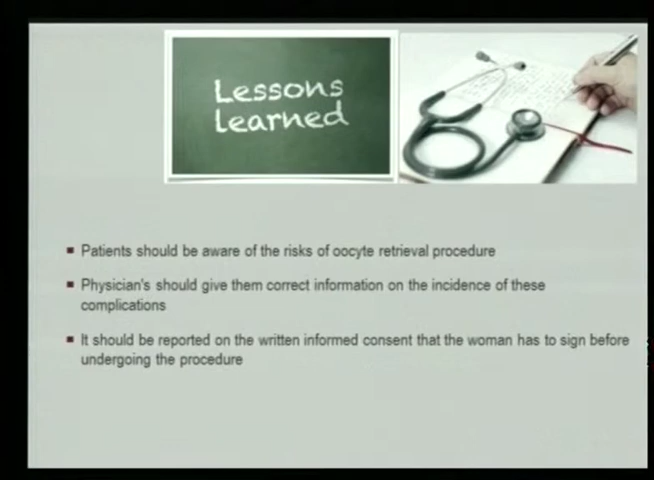 Lessons
learned
▪ Patients should be aware of the risks of oocyte retrieval procedure
▪ Physician's should give them correct information on the incidence of these
complications
▪ It should be reported on the written informed consent that the woman has to sign before
undergoing the procedure